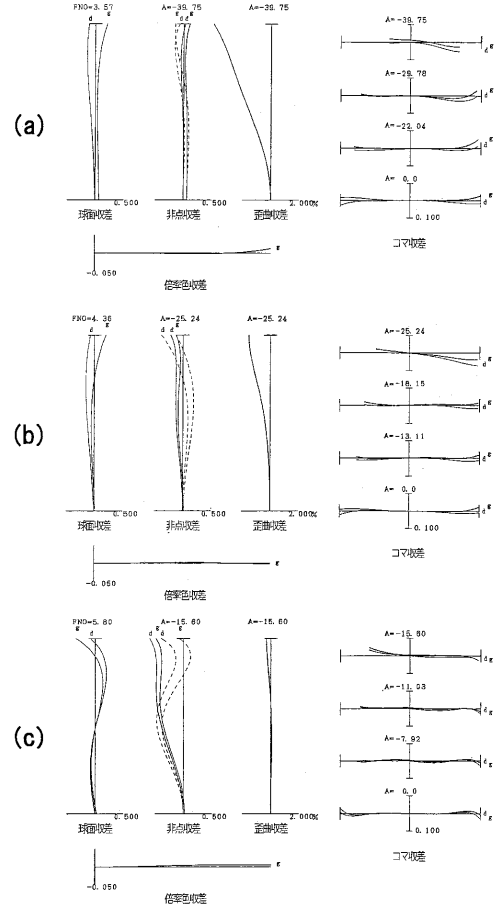 (a)
FNO=3.57
d g
A=-39.75
g d d g
A=-39.75
0.500
球面収差
0.500
非点収差
2.000%
歪曲収差
-0.050
g
倍率色収差
A=-39.75
d g
A=-29.78
d g
A=-22.04
d g
A= 0.0
d g
0.100
コマ収差
(b)
FNO=4.36
d g
A=-25.24
d d g
A=-25.24
0.500
球面収差
0.500
非点収差
2.000%
歪曲収差
-0.050
g
倍率色収差
A=-25.24
d g
A=-18.15
d g
A=-13.11
d g
A= 0.0
d g
0.100
コマ収差
(c)
FNO=5.80
g d
A=-15.60
d g d g
A=-15.60
0.500
球面収差
0.500
非点収差
2.000%
歪曲収差
-0.050
g
倍率色収差
A=-15.60
d g
A=-11.03
d g
A=-7.92
d g
A= 0.0
d g
0.100
コマ収差